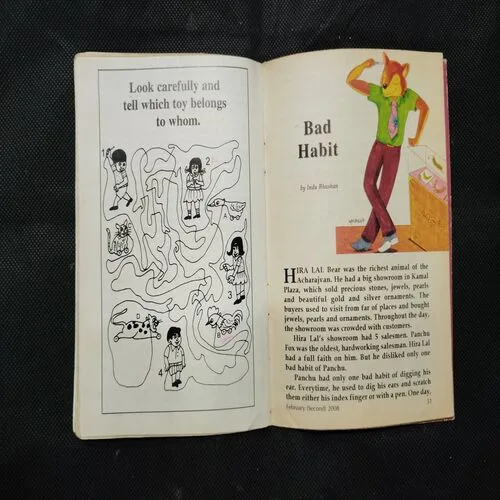 Look carefully and
tell which toy belongs
to whom.
1
2
A
3
D
B
4
Bad
Habit
by Indu Bhushan
HIRA LAL Bear was the richest animal of the
Acharajvan. He had a big showroom in Kamal
Plaza, which sold precious stones, jewels, pearls
and beautiful gold and silver ornaments. The
buyers used to visit from far of places and bought
jewels, pearls and ornaments. Throughout the day,
the showroom was crowded with customers.
Hira Lal's showroom had 5 salesmen. Panchu
Fox was the oldest, hardworking salesman. Hira Lal
had a full faith on him. But he disliked only one
bad habit of Panchu.
Panchu had only one bad habit of digging his
ear. Everytime, he used to dig his ears and scratch
them either his index finger or with a pen. One day,
February (Second) 2008
31